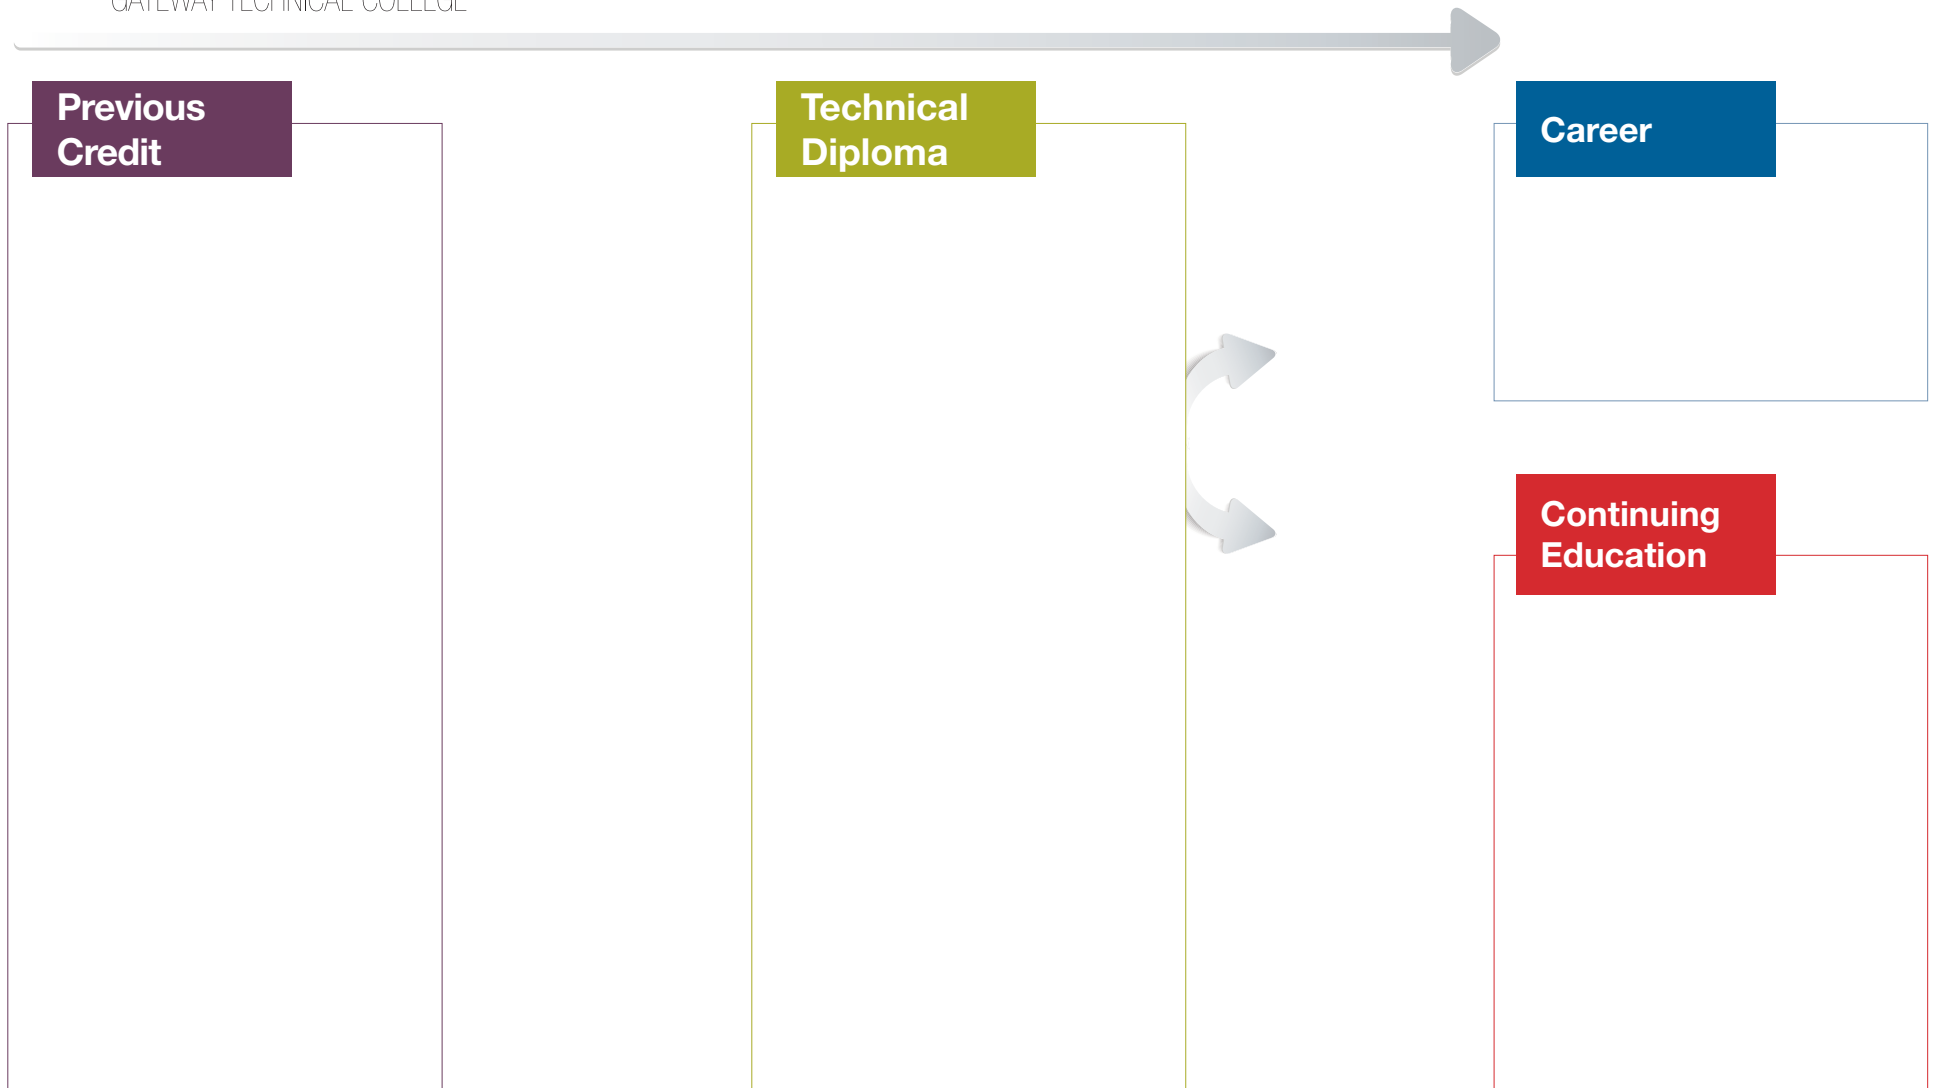 GATEWAY TECHNICAL COLLEGE
Previous
Credit
Technical
Diploma
Career
Continuing
Education